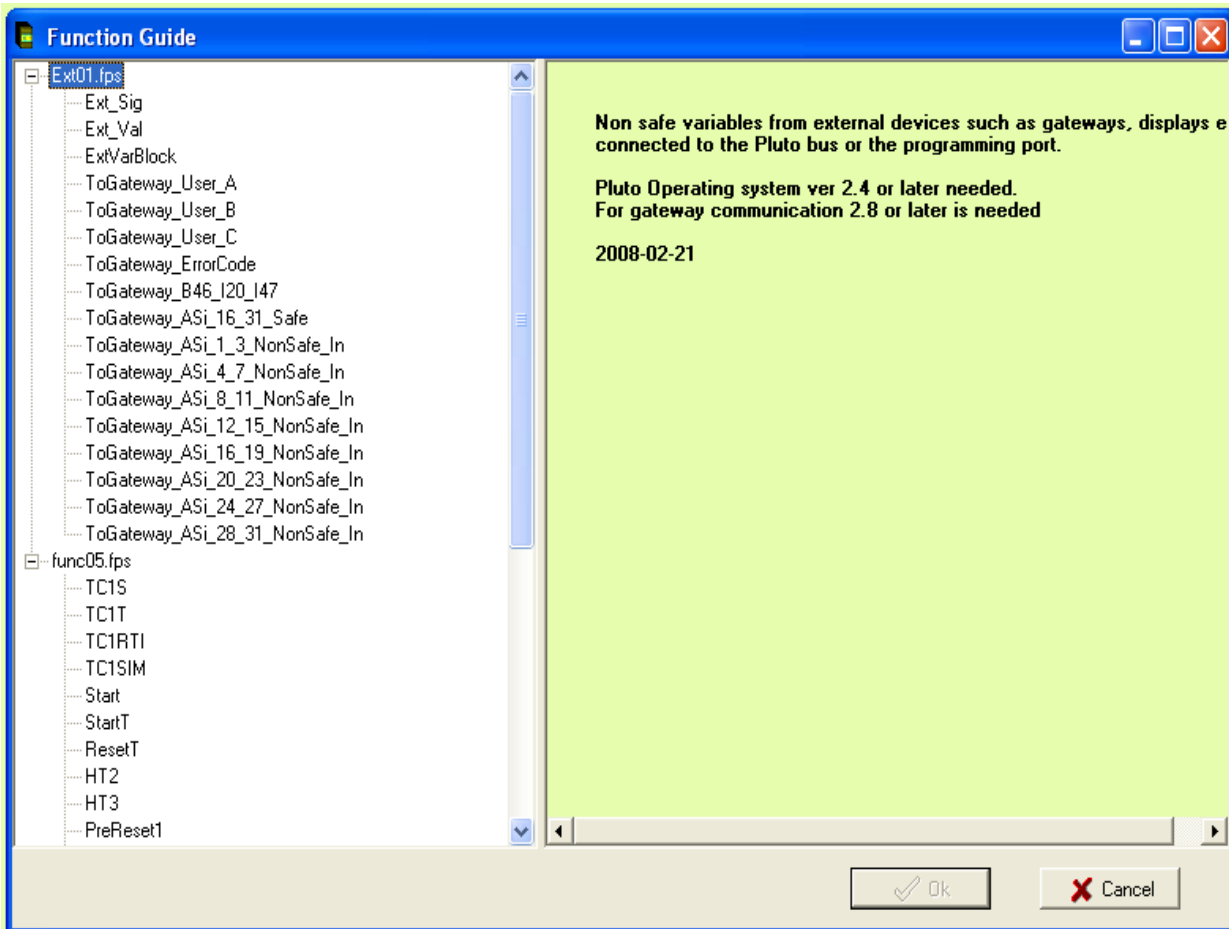 Function Guide
Ext01.fps
Ext_Sig
Ext_Val
ExtVarBlock
ToGateway_User_A
ToGateway_User_B
ToGateway_User_C
ToGateway_ErrorCode
ToGateway_B46_I20_I47
ToGateway_ASi_16_31_Safe
ToGateway_ASi_1_3_NonSafe_In
ToGateway_ASi_4_7_NonSafe_In
ToGateway_ASi_8_11_NonSafe_In
ToGateway_ASi_12_15_NonSafe_In
ToGateway_ASi_16_19_NonSafe_In
ToGateway_ASi_20_23_NonSafe_In
ToGateway_ASi_24_27_NonSafe_In
ToGateway_ASi_28_31_NonSafe_In
func05.fps
TC1S
TC1T
TC1RTI
TC1SIM
Start
StartT
ResetT
HT2
HT3
PreReset1
Non safe variables from external devices such as gateways, displays e
connected to the Pluto bus or the programming port.
Pluto Operating system ver 2.4 or later needed.
For gateway communication 2.8 or later is needed
2008-02-21
Ok
Cancel